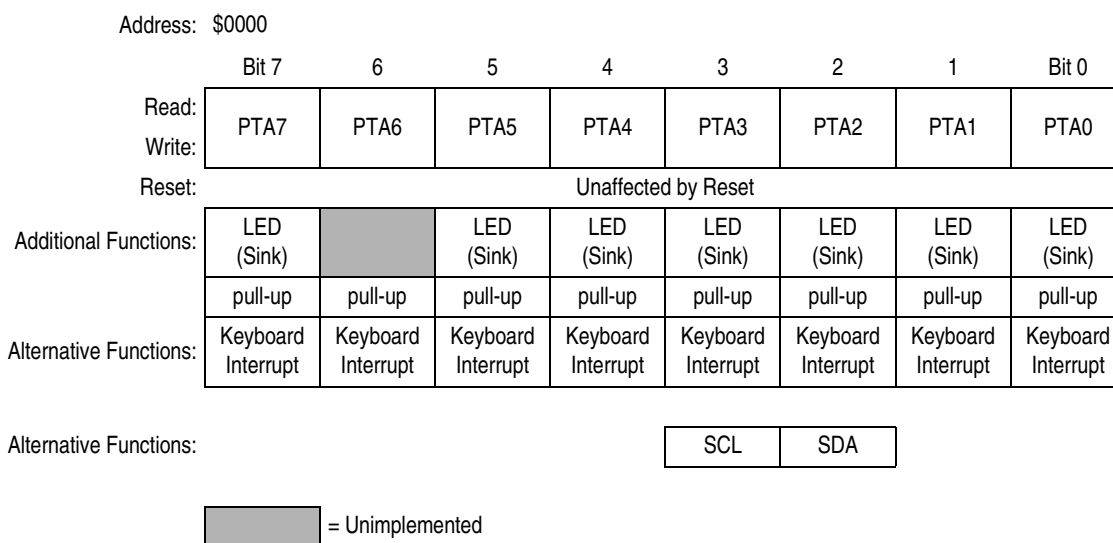 Address: $0000
Bit 7 6 5 4 3 2 1 Bit 0
Read:
PTA7 PTA6 PTA5 PTA4 PTA3 PTA2 PTA1 PTA0
Write:
Reset: Unaffected by Reset
LED LED LED LED LED LED LED
Additional Functions:
(Sink) (Sink) (Sink) (Sink) (Sink) (Sink) (Sink)
pull-up pull-up pull-up pull-up pull-up pull-up pull-up pull-up
Keyboard Keyboard Keyboard Keyboard Keyboard Keyboard Keyboard Keyboard
Alternative Functions:
Interrupt Interrupt Interrupt Interrupt Interrupt Interrupt Interrupt Interrupt
Alternative Functions: SCL SDA
= Unimplemented